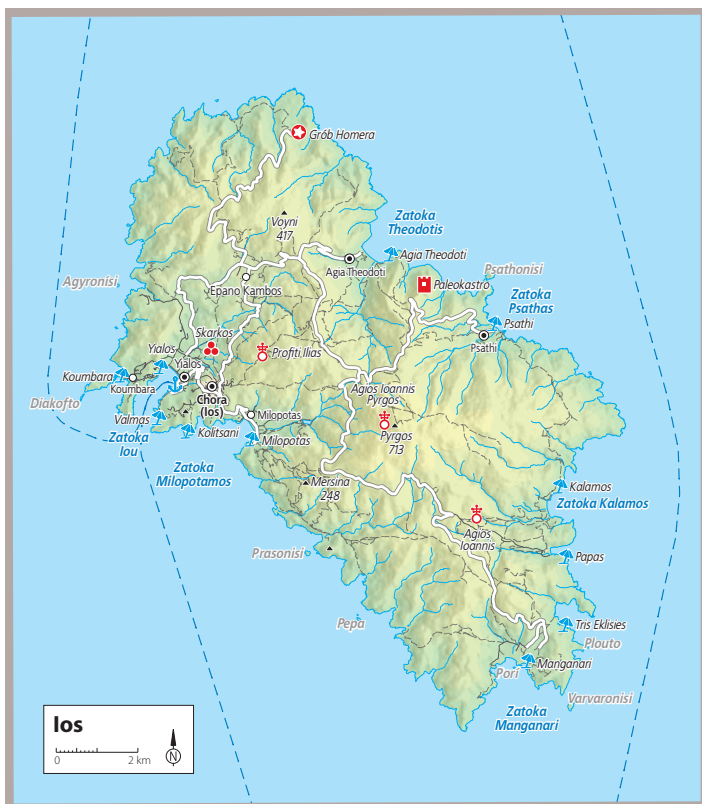 Grób Homera
Voyni
417
Zatoka
Theodotis
Agia Theodoti
Agia Theodoti
Psathonisi
Paleokastro
Agyronisi
Epano Kambos
Zatoka
Psathas
Psathi
Psathi
Skarkos
Yialos
Yialos
Profiti Ilias
Koumbara
Koumbara
Diakofto
Chora
(Ios)
Agios Ioannis
Pyrgos
Valmas
Milopotas
Kolitsani
Milopotas
Pyrgos
713
Zatoka
Iou
Zatoka
Milopotamos
Mersina
248
Kalamos
Zatoka Kalamos
Agios
Ioannis
Prasonisi
Papas
Pepa
Tris Eklisies
Plouto
Manganari
Pori
Varvaronisi
Zatoka
Manganari
Ios
0
2 km
N